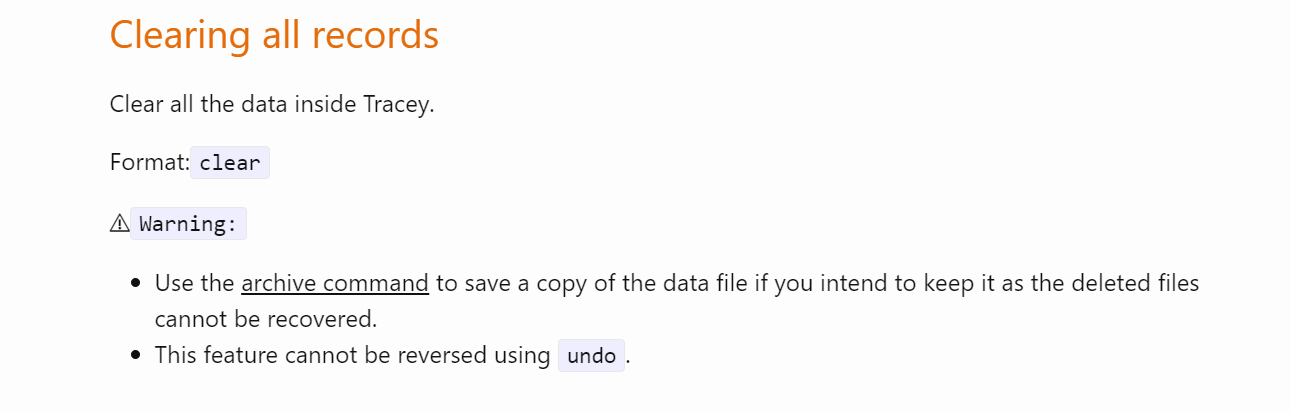 Clearing all records
Clear all the data inside Tracey.
Format: clear
⚠ Warning:
• Use the archive command to save a copy of the data file if you intend to keep it as the deleted files
cannot be recovered.
• This feature cannot be reversed using undo.